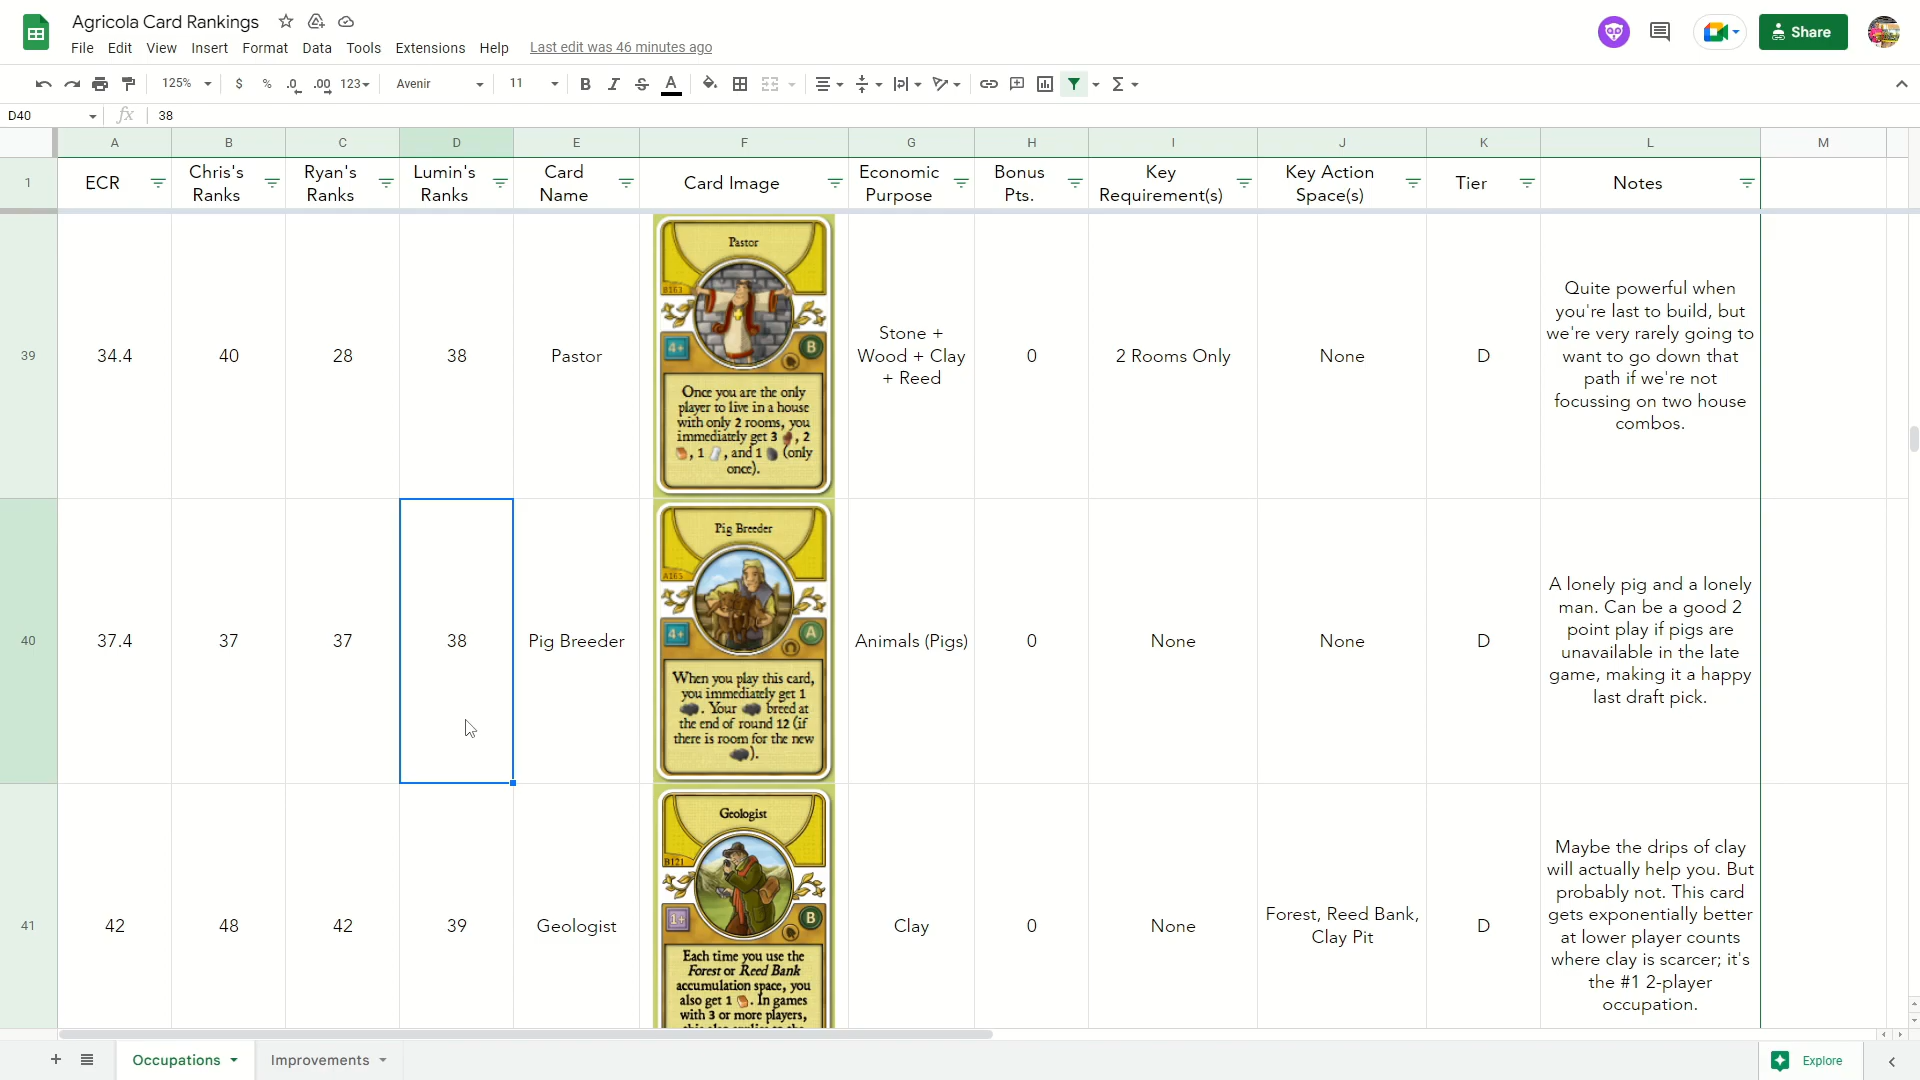 Agricola Card Rankings
File Edit View Insert Format Data Tools Extensions Help Last edit was 46 minutes ago
Share
125% $ % .0 .00 123 Avenir 11 B I S A
D40 fx 38
A B C D E F G H I J K L M
1
ECR
Chris's
Ranks
Ryan's
Ranks
Lumin's
Ranks
Card
Name
Card Image
Economic
Purpose
Bonus
Pts.
Key
Requirement(s)
Key Action
Space(s)
Tier
Notes
39
34.4
40
28
38
Pastor
Pastor
B163
4+
B
Once you are the only
player to live in a house
with only 2 rooms, you
immediately get 3 , 2
, 1 , and 1 (only
once).
Stone +
Wood + Clay
+ Reed
0
2 Rooms Only
None
D
Quite powerful when
you're last to build, but
we're very rarely going to
want to go down that
path if we're not
focussing on two house
combos.
40
37.4
37
37
38
Pig Breeder
Pig Breeder
A165
4+
A
When you play this card,
you immediately get 1
. Your breed at
the end of round 12 (if
there is room for the new
).
Animals (Pigs)
0
None
None
D
A lonely pig and a lonely
man. Can be a good 2
point play if pigs are
unavailable in the late
game, making it a happy
last draft pick.
41
42
48
42
39
Geologist
Geologist
B121
1+
B
Each time you use the
Forest or Reed Bank
accumulation space, you
also get 1 . In games
with 3 or more players,
Clay
0
None
Forest, Reed Bank,
Clay Pit
D
Maybe the drips of clay
will actually help you. But
probably not. This card
gets exponentially better
at lower player counts
where clay is scarcer; it's
the #1 2-player
occupation.
Occupations Improvements Explore